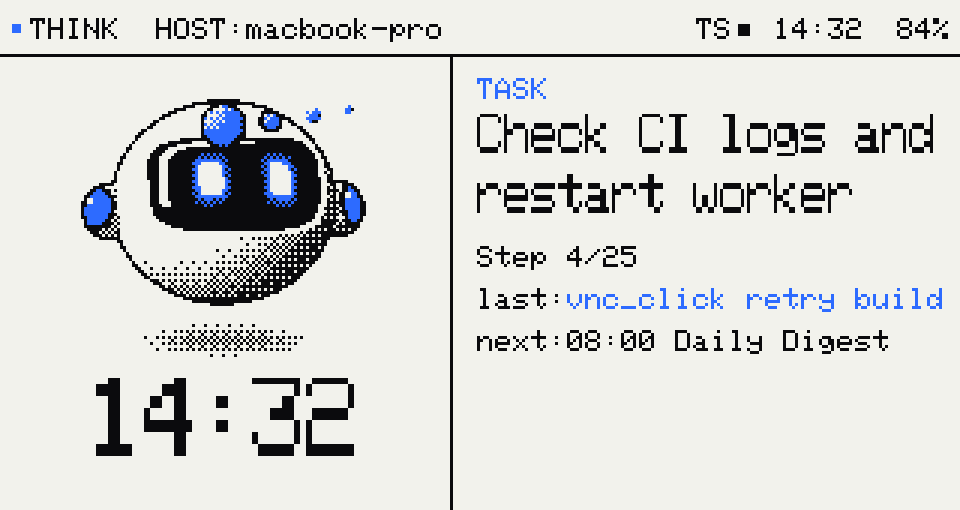 THINK HOST:macbook-pro TS 14:32 84%
14:32
TASK
Check CI logs and
restart worker
Step 4/25
last:vnc_click retry build
next:08:00 Daily Digest